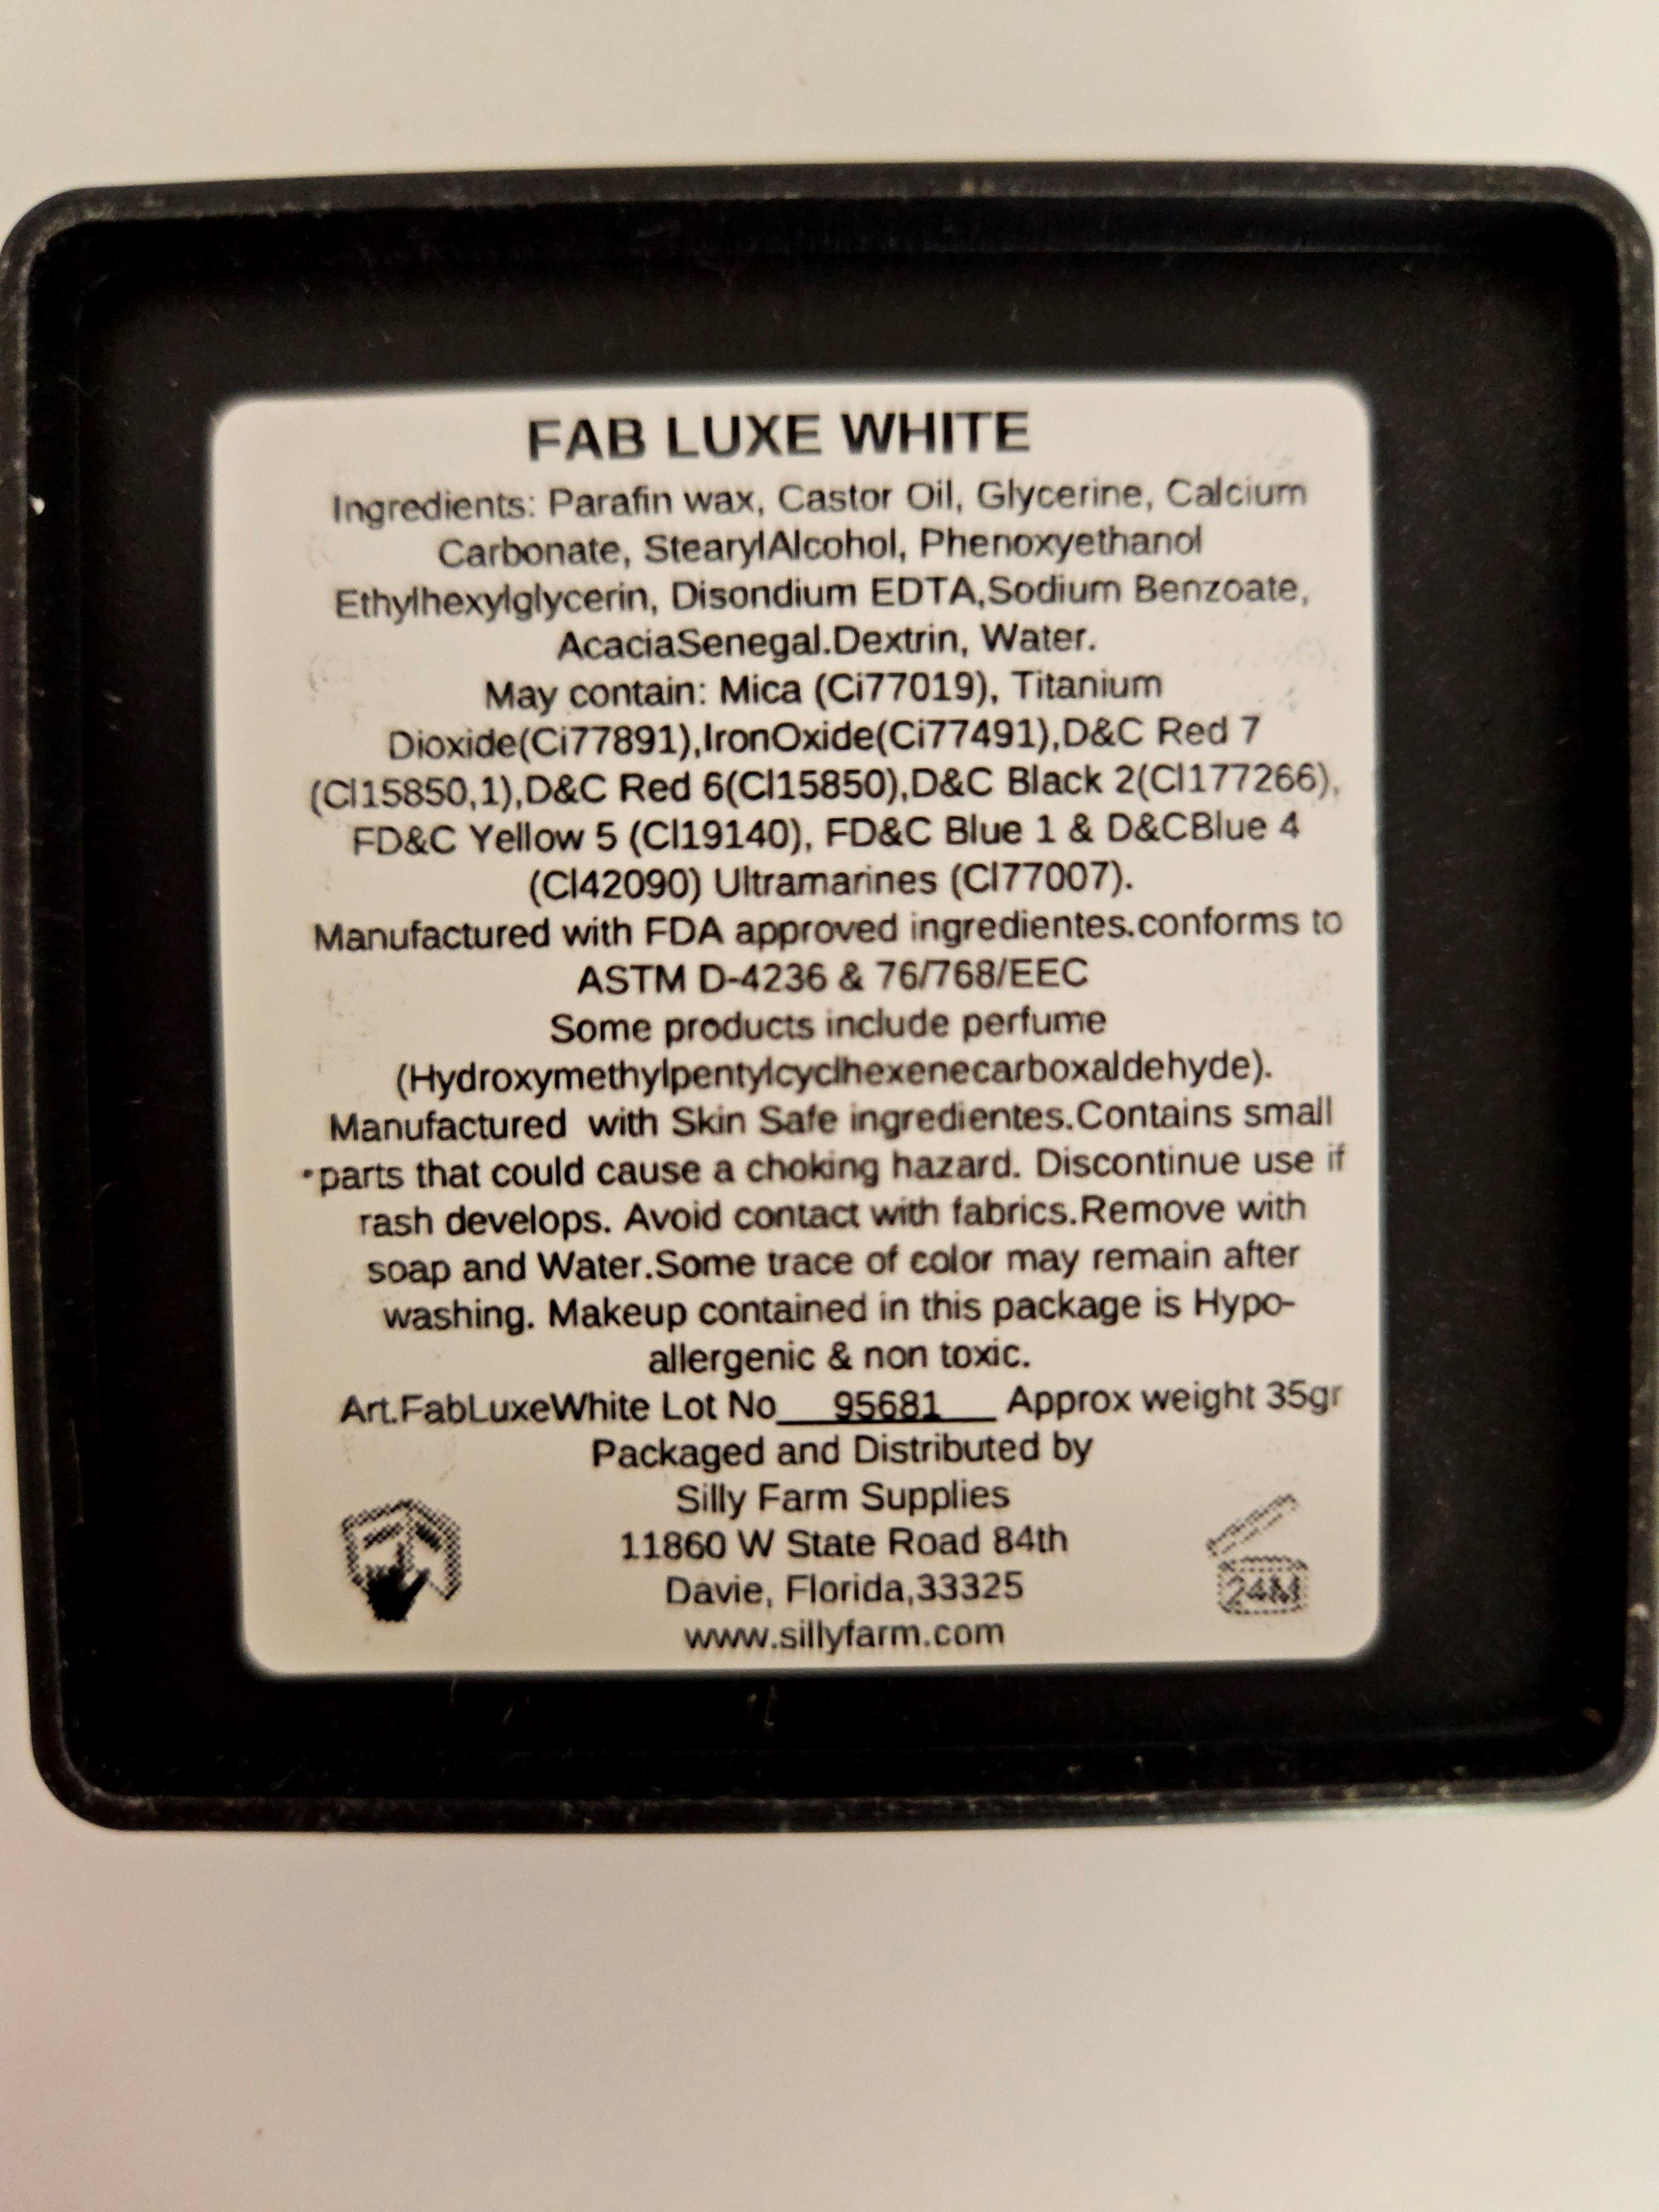 FAB LUXE WHITE
Ingredients: Parafin wax, Castor Oil, Glycerine, Calcium
Carbonate, StearylAlcohol, Phenoxyethanol
Ethylhexylglycerin, Disondium EDTA,Sodium Benzoate,
AcaciaSenegal.Dextrin, Water.
May contain: Mica (Ci77019), Titanium
Dioxide(Ci77891),IronOxide(Ci77491),D&C Red 7
(Cl15850,1),D&C Red 6(Cl15850),D&C Black 2(Cl177266),
FD&C Yellow 5 (Cl19140), FD&C Blue 1 & D&CBlue 4
(Cl42090) Ultramarines (Cl77007).
Manufactured with FDA approved ingredientes.conforms to
ASTM D-4236 & 76/768/EEC
Some products include perfume
(Hydroxymethylpentylcyclhexenecarboxaldehyde).
Manufactured with Skin Safe ingredientes.Contains small
parts that could cause a choking hazard. Discontinue use if
rash develops. Avoid contact with fabrics.Remove with
soap and Water.Some trace of color may remain after
washing. Makeup contained in this package is Hypo-
allergenic & non toxic.
Art.FabLuxeWhite Lot No__95681__ Approx weight 35gr
Packaged and Distributed by
Silly Farm Supplies
11860 W State Road 84th
Davie, Florida,33325
www.sillyfarm.com
24M